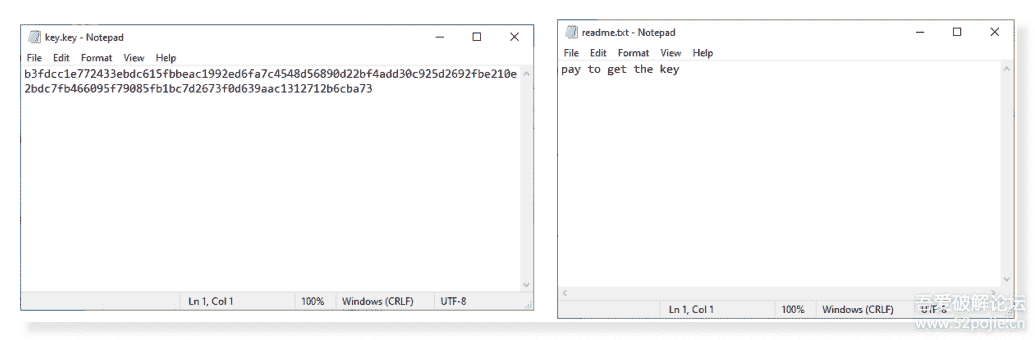 key.key - Notepad
File Edit Format View Help
b3fdcc1e772433ebdc615fbbeac1992ed6fa7c4548d56890d22bf4add30c925d2692fbe210e
2bdc7fb466095f79085fb1bc7d2673f0d639aac1312712b6cba73
Ln 1, Col 1 100% Windows (CRLF) UTF-8
readme.txt - Notepad
File Edit Format View Help
pay to get the key
Ln 1, Col 1 100% Windows (CRLF) UTF-8
吾爱破解论坛
www.52pojie.cn